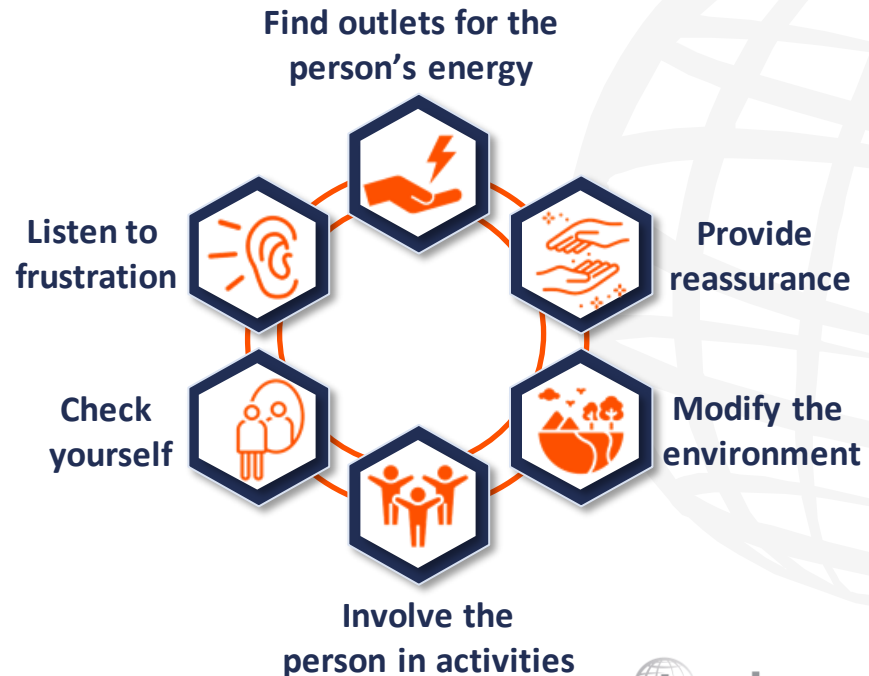 Find outlets for the
person's energy
Listen to
frustration
Provide
reassurance
Check
yourself
Modify the
environment
Involve the
person in activities